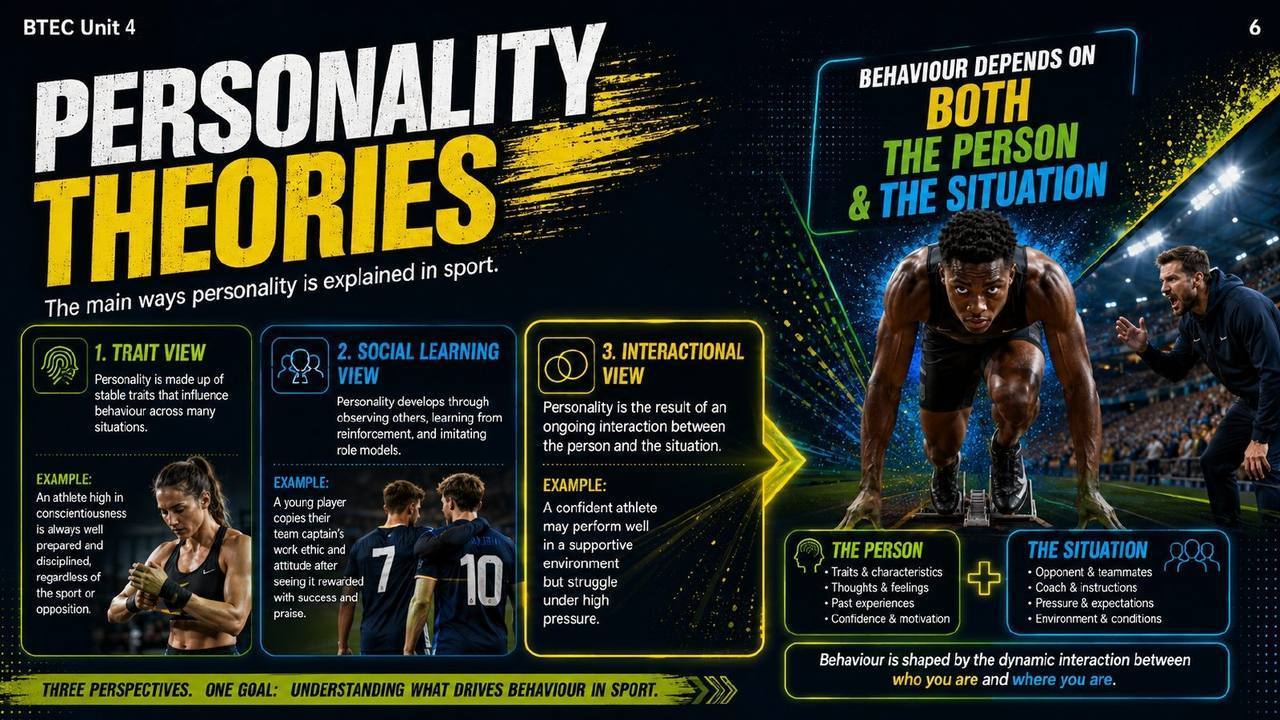 BTEC Unit 4
6
PERSONALITY
THEORIES
The main ways personality is explained in sport.
1. TRAIT VIEW
Personality is made up of
stable traits that influence
behaviour across many
situations.
EXAMPLE:
An athlete high in
conscientiousness
is always well
prepared and
disciplined,
regardless of
the sport or
opposition.
2. SOCIAL LEARNING
VIEW
Personality develops through
observing others, learning from
reinforcement, and imitating
role models.
EXAMPLE:
A young player
copies their
team captain's
work ethic and
attitude after
seeing it rewarded
with success and
praise.
7
10
3. INTERACTIONAL
VIEW
Personality is the result of an
ongoing interaction between
the person and the situation.
EXAMPLE:
A confident athlete
may perform well
in a supportive
environment
but struggle
under high
pressure.
BEHAVIOUR DEPENDS ON
BOTH
THE PERSON
& THE SITUATION
THE PERSON
• Traits & characteristics
• Thoughts & feelings
• Past experiences
• Confidence & motivation
THE SITUATION
• Opponent & teammates
• Coach & instructions
• Pressure & expectations
• Environment & conditions
Behaviour is shaped by the dynamic interaction between
who you are and where you are.
THREE PERSPECTIVES. ONE GOAL: UNDERSTANDING WHAT DRIVES BEHAVIOUR IN SPORT.